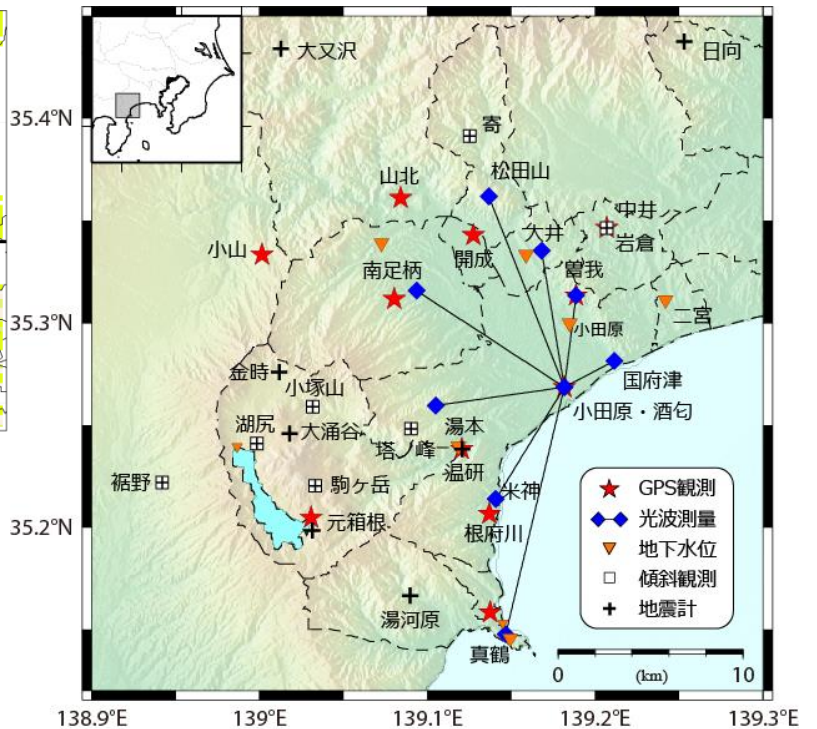 大又沢
日向
35.4°N
寄
松田山
山北
中井
大井
岩倉
小山
開成
曽我
南足柄
35.3°N
小田原
二宮
金時
国府津
小塚山
小田原・酒匂
湖尻
大涌谷
湯本
塔ノ峰
温研
裾野
駒ヶ岳
米神
GPS観測
元箱根
光波測量
35.2°N
根府川
地下水位
傾斜観測
湯河原
地震計
真鶴
0
(km)
10
138.9°E
139°E
139.1°E
139.2°E
139.3°E